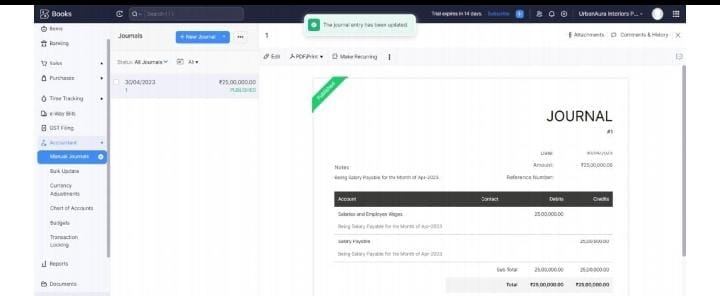 Books
Search ( / )
The journal entry has been updated.
Trial expires in 14 days.
Subscribe
UrbanAura Interiors P...
Items
Banking
Sales
Purchases
Time Tracking
e-Way Bills
GST Filing
Accountant
Manual Journals
Bulk Update
Currency
Adjustments
Chart of Accounts
Budgets
Transaction
Locking
Reports
Documents
Journals
+ New Journal
Status: All Journals
All
30/04/2023
₹25,00,000.00
1
PUBLISHED
1
Attachments
Comments & History
Edit
PDF/Print
Make Recurring
Published
JOURNAL
#1
Date: 30/04/2023
Amount: ₹25,00,000.00
Reference Number:
Notes
Being Salary Payable for the Month of Apr-2023
Account Contact Debits Credits
Salaries and Employee Wages 25,00,000.00
Being Salary Payable for the Month of Apr-2023
Salary Payable 25,00,000.00
Being Salary Payable for the Month of Apr-2023
Sub Total 25,00,000.00 25,00,000.00
Total ₹25,00,000.00 ₹25,00,000.00